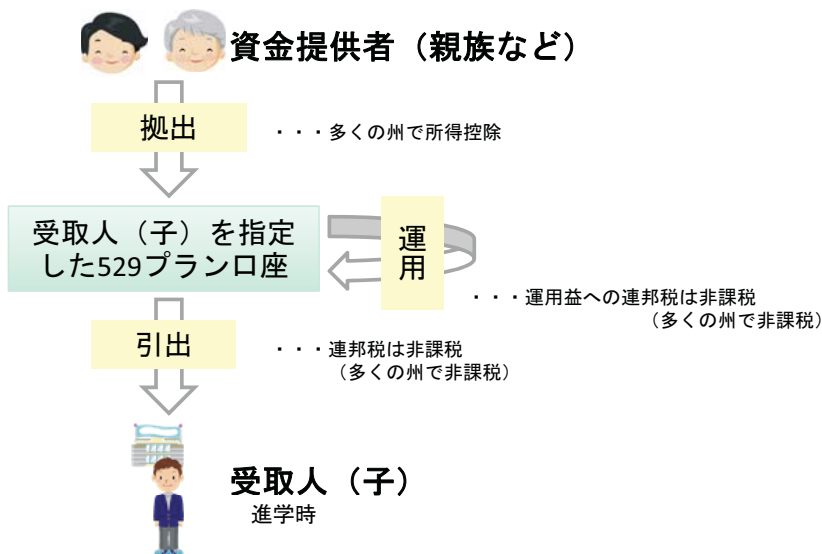 資金提供者（親族など）
拠出
・・・多くの州で所得控除
受取人（子）を指定
した529プラン口座
運
用
・・・運用益への連邦税は非課税
（多くの州で非課税）
引出
・・・連邦税は非課税
（多くの州で非課税）
受取人（子）
進学時